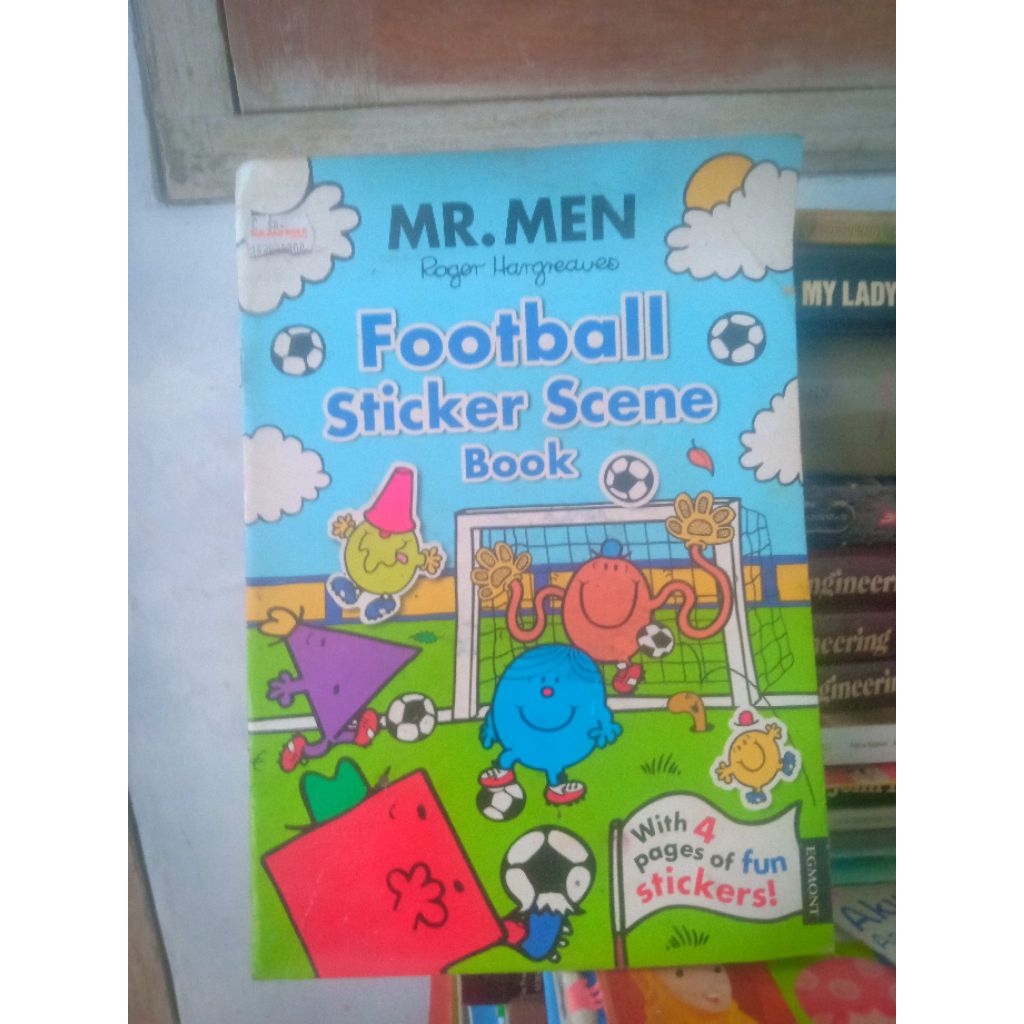 MR. MEN
Roger Hargreaves
Football
Sticker Scene
Book
With 4
pages of fun
stickers!
EGMONT
MY LADY
ngineeri
neering
gineerin